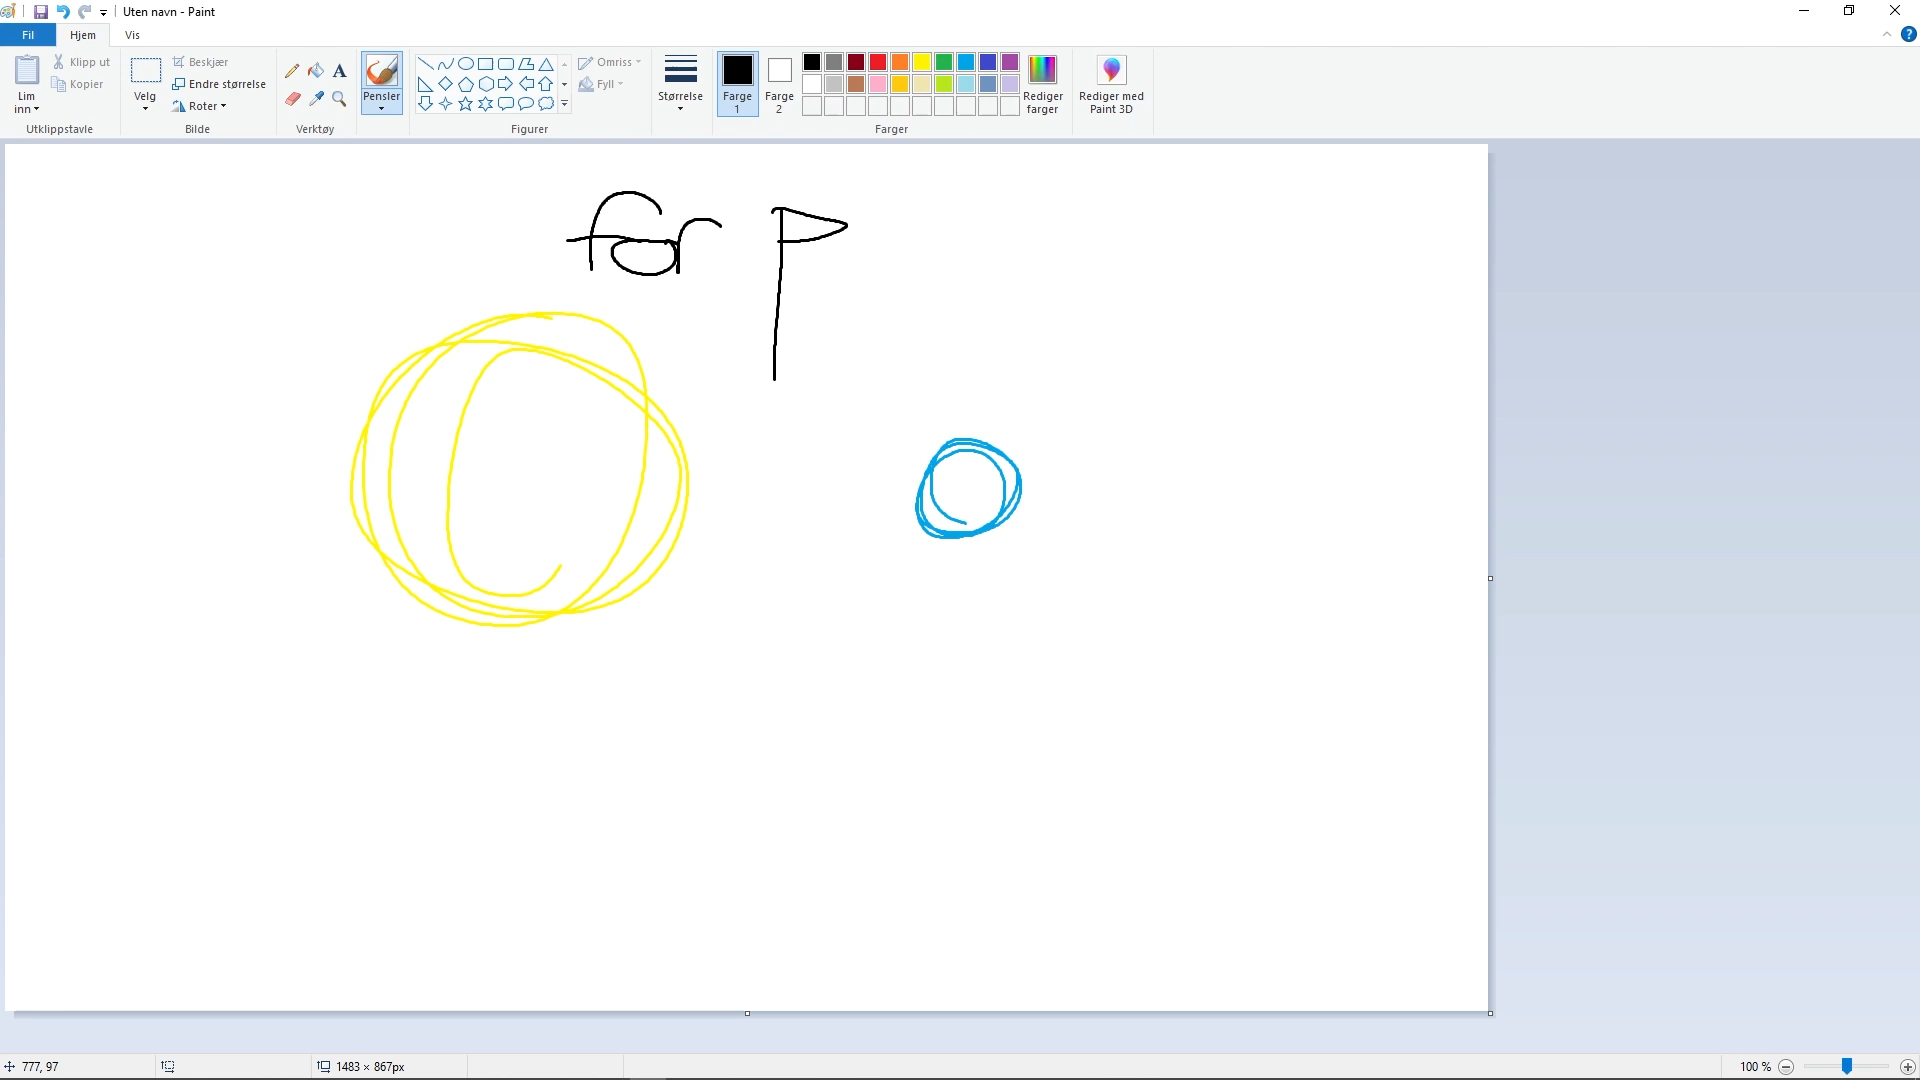 Uten navn - Paint
Fil Hjem Vis
Klipp ut
Kopier
Lim inn
Utklippstavle
Velg
Beskjær
Endre størrelse
Roter
Bilde
A
Verktøy
Pensler
Figurer
Omriss
Fyll
Størrelse
Farge 1
Farge 2
Farger
Rediger farger
Rediger med Paint 3D
for P
777, 97
1483 × 867px
100 %